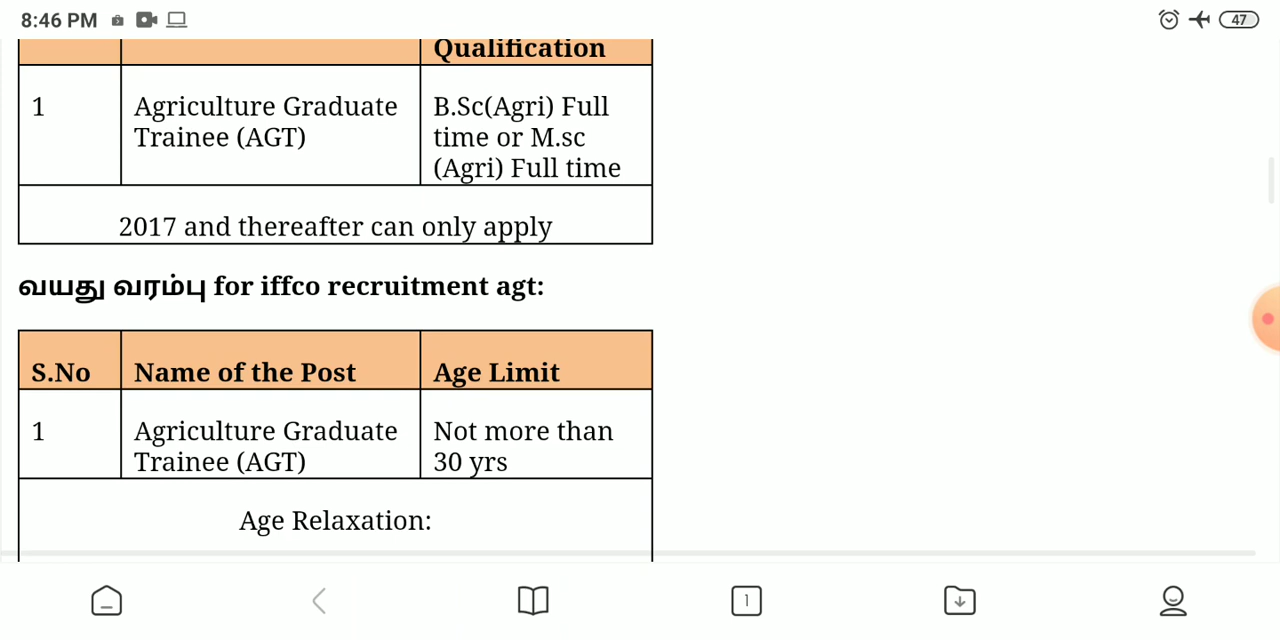 8:46 PM
47
Qualification
1
Agriculture Graduate
Trainee (AGT)
B.Sc(Agri) Full
time or M.sc
(Agri) Full time
2017 and thereafter can only apply
வயது வரம்பு for iffco recruitment agt:
S.No
Name of the Post
Age Limit
1
Agriculture Graduate
Trainee (AGT)
Not more than
30 yrs
Age Relaxation:
1